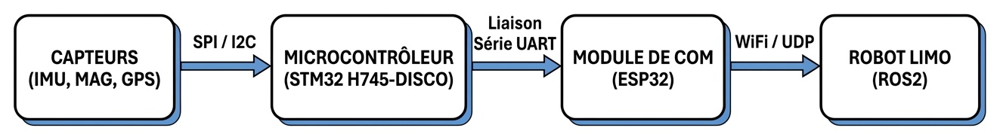 CAPTEURS
(IMU, MAG, GPS)
SPI / I2C
MICROCONTRÔLEUR
(STM32 H745-DISCO)
Liaison
Série UART
MODULE DE COM
(ESP32)
WiFi / UDP
ROBOT LIMO
(ROS2)